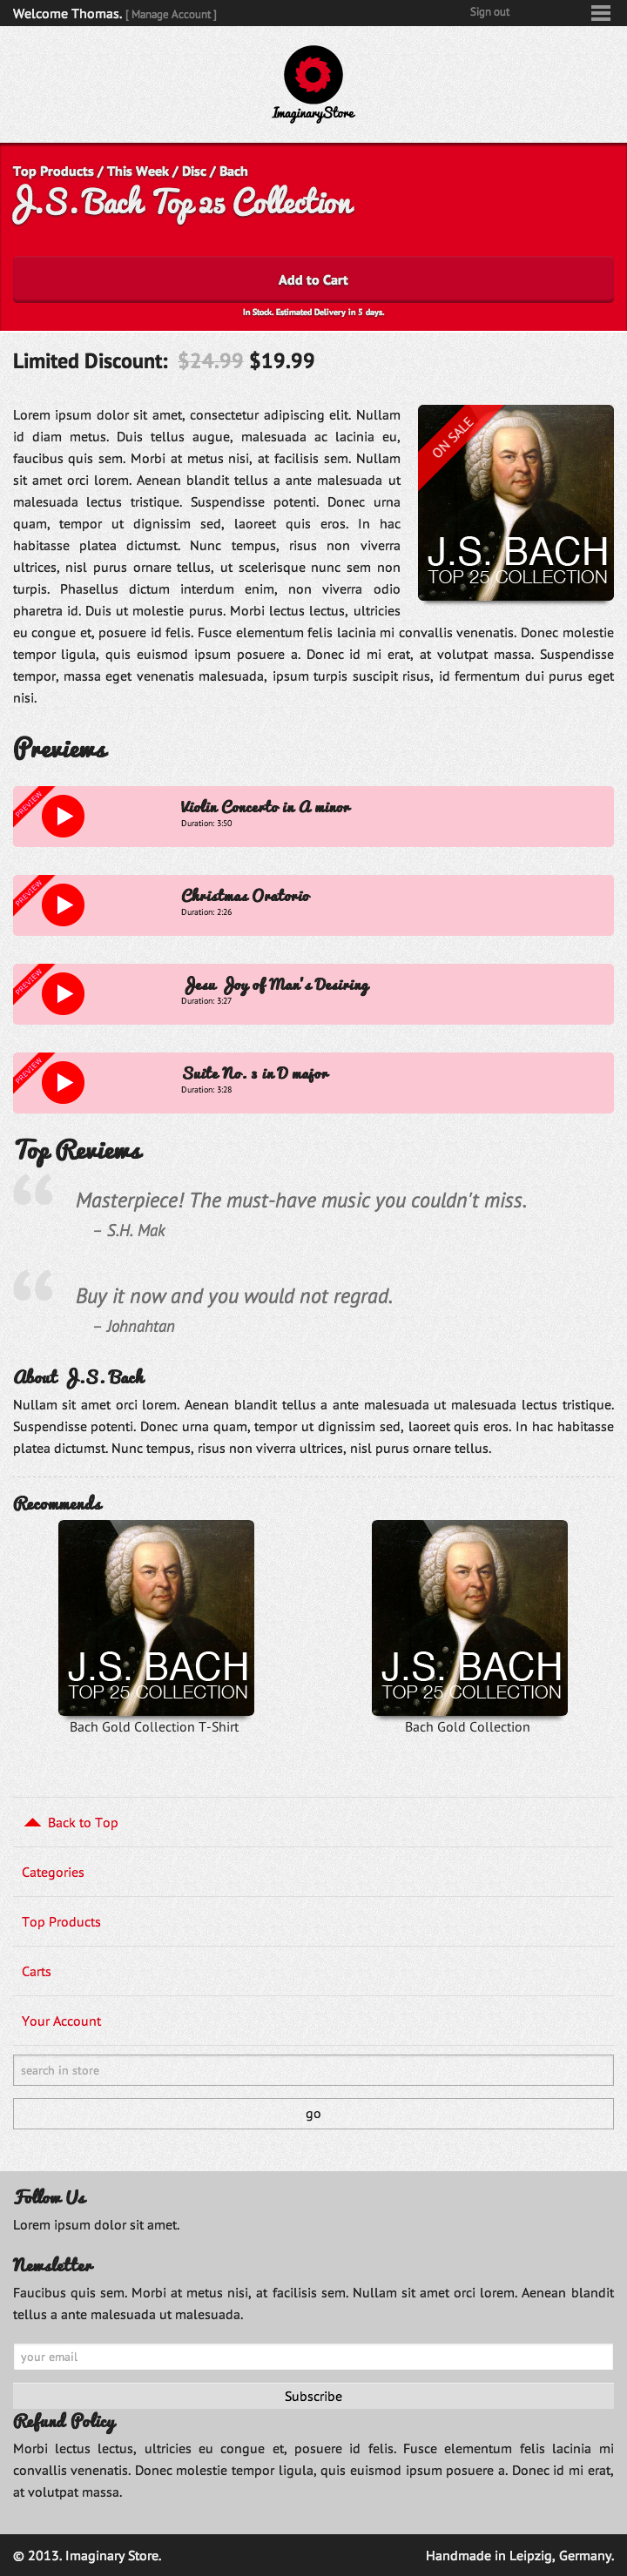 Welcome Thomas. [ Manage Account ] Sign out
ImaginaryStore
Top Products / This Week / Disc / Bach
J.S. Bach Top 25 Collection
Add to Cart
In Stock. Estimated Delivery in 5 days.
Limited Discount: $24.99 $19.99
Lorem ipsum dolor sit amet, consectetur adipiscing elit. Nullam
id diam metus. Duis tellus augue, malesuada ac lacinia eu,
faucibus quis sem. Morbi at metus nisi, at facilisis sem. Nullam
sit amet orci lorem. Aenean blandit tellus a ante malesuada ut
malesuada lectus tristique. Suspendisse potenti. Donec urna
quam, tempor ut dignissim sed, laoreet quis eros. In hac
habitasse platea dictumst. Nunc tempus, risus non viverra
ultrices, nisl purus ornare tellus, ut scelerisque nunc sem non
turpis. Phasellus dictum interdum enim, non viverra odio
pharetra id. Duis ut molestie purus. Morbi lectus lectus, ultricies
eu congue et, posuere id felis. Fusce elementum felis lacinia mi convallis venenatis. Donec molestie
tempor ligula, quis euismod ipsum posuere a. Donec id mi erat, at volutpat massa. Suspendisse
tempor, massa eget venenatis malesuada, ipsum turpis suscipit risus, id fermentum dui purus eget
nisi.
ON SALE
J.S. BACH
TOP 25 COLLECTION
Previews
PREVIEW
Violin Concerto in A minor
Duration: 3:50
PREVIEW
Christmas Oratorio
Duration: 2:26
PREVIEW
Jesu Joy of Man's Desiring
Duration: 3:27
PREVIEW
Suite No. 3 in D major
Duration: 3:28
Top Reviews
“ Masterpiece! The must-have music you couldn't miss.
– S.H. Mak
“ Buy it now and you would not regrad.
– Johnahtan
About J.S. Bach
Nullam sit amet orci lorem. Aenean blandit tellus a ante malesuada ut malesuada lectus tristique.
Suspendisse potenti. Donec urna quam, tempor ut dignissim sed, laoreet quis eros. In hac habitasse
platea dictumst. Nunc tempus, risus non viverra ultrices, nisl purus ornare tellus.
Recommends
J.S. BACH
TOP 25 COLLECTION
Bach Gold Collection T-Shirt
J.S. BACH
TOP 25 COLLECTION
Bach Gold Collection
Back to Top
Categories
Top Products
Carts
Your Account
search in store
go
Follow Us
Lorem ipsum dolor sit amet.
Newsletter
Faucibus quis sem. Morbi at metus nisi, at facilisis sem. Nullam sit amet orci lorem. Aenean blandit
tellus a ante malesuada ut malesuada.
your email
Subscribe
Refund Policy
Morbi lectus lectus, ultricies eu congue et, posuere id felis. Fusce elementum felis lacinia mi
convallis venenatis. Donec molestie tempor ligula, quis euismod ipsum posuere a. Donec id mi erat,
at volutpat massa.
© 2013. Imaginary Store. Handmade in Leipzig, Germany.